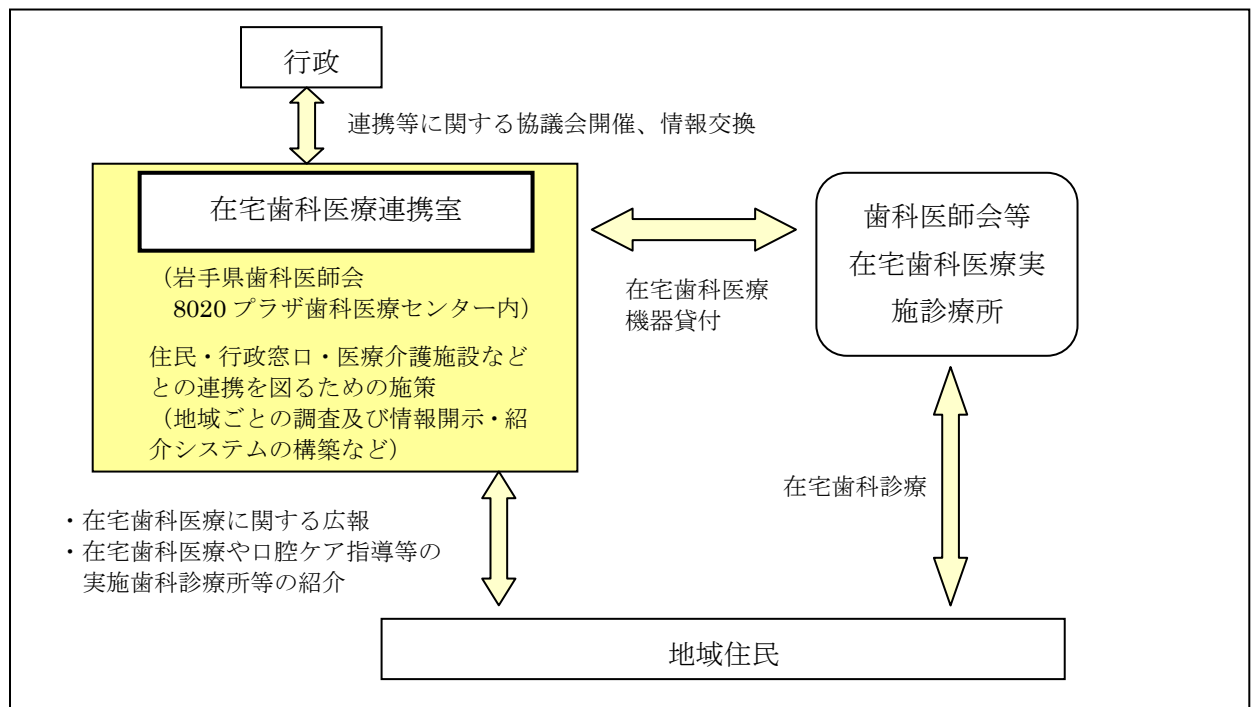 行政
連携等に関する協議会開催、情報交換
在宅歯科医療連携室
（岩手県歯科医師会
8020 プラザ歯科医療センター内）
住民・行政窓口・医療介護施設など
との連携を図るための施策
（地域ごとの調査及び情報開示・紹
介システムの構築など）
在宅歯科医療
機器貸付
歯科医師会等
在宅歯科医療実
施診療所
在宅歯科診療
・在宅歯科医療に関する広報
・在宅歯科医療や口腔ケア指導等の
実施歯科診療所等の紹介
地域住民